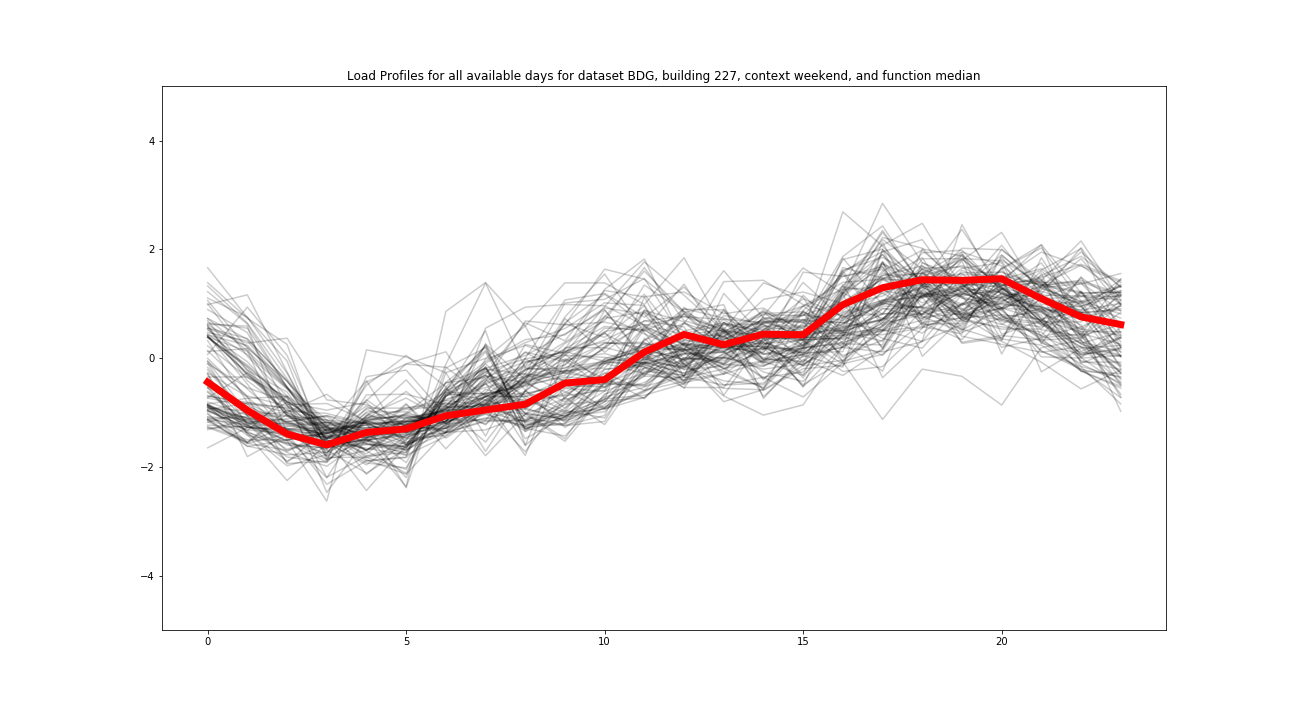 Load Profiles for all available days for dataset BDG, building 227, context weekend, and function median
4
2
0
−2
−4
0 5 10 15 20